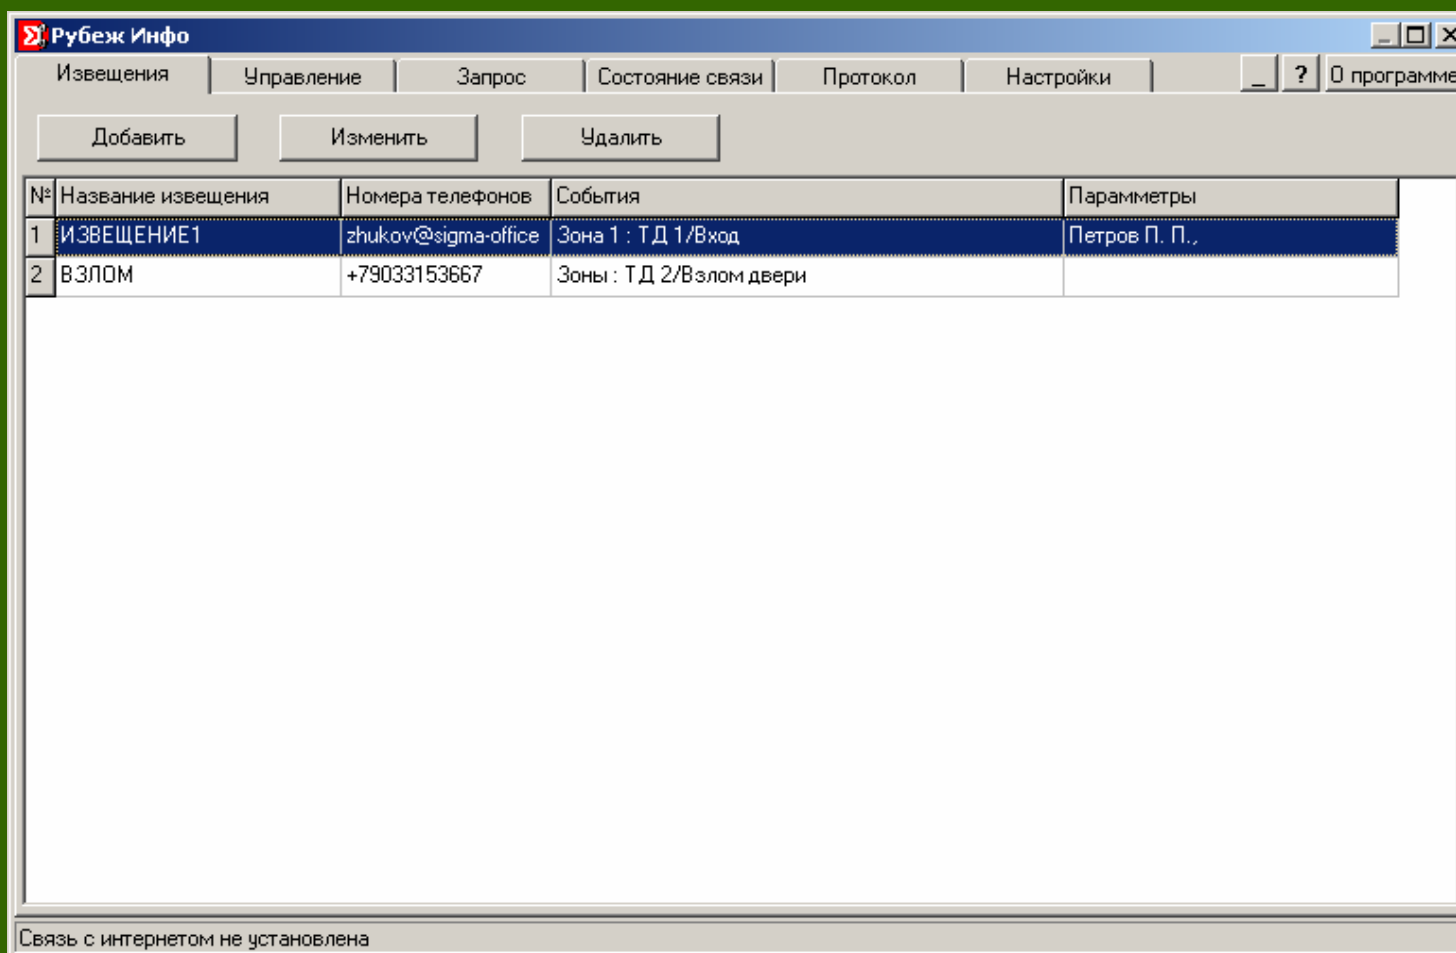 Рубеж Инфо
Извещения Управление Запрос Состояние связи Протокол Настройки _ ? О программе
Добавить Изменить Удалить
№ Название извещения Номера телефонов События Парамметры
1 ИЗВЕЩЕНИЕ1 zhukov@sigma-office Зона 1 : ТД 1/Вход Петров П. П.,
2 ВЗЛОМ +79033153667 Зоны : ТД 2/Взлом двери
Связь с интернетом не установлена